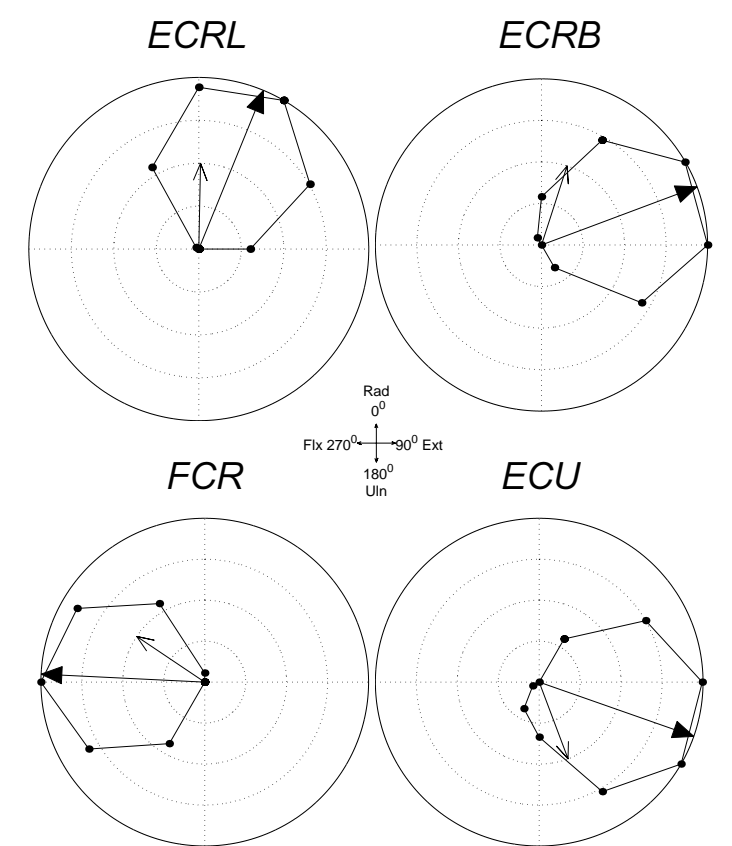 ECRL ECRB
Rad
0⁰
Flx 270⁰ 90⁰ Ext
180⁰
Uln
FCR ECU